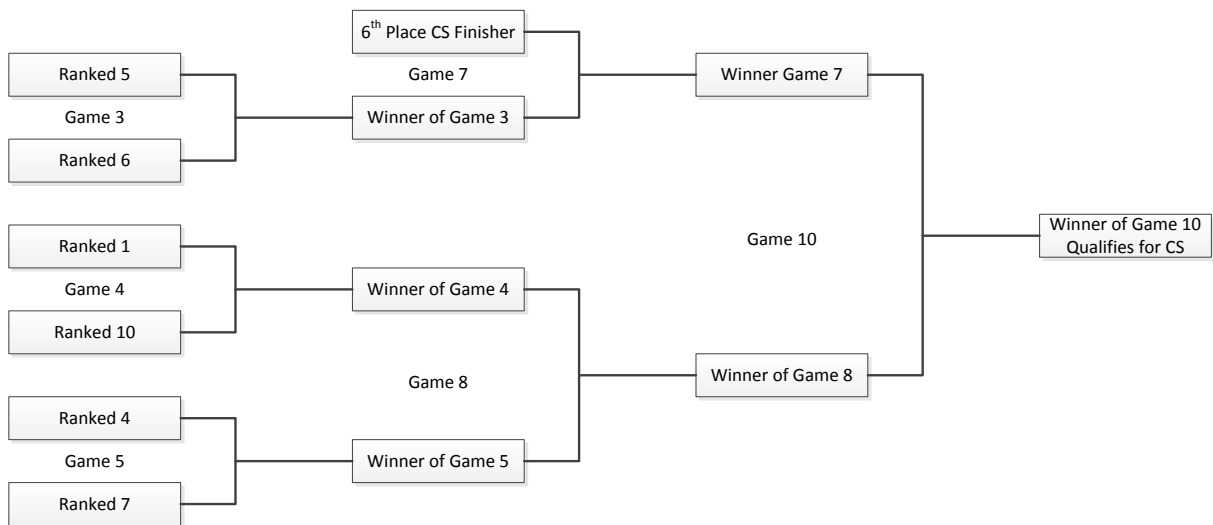 6th Place CS Finisher
Ranked 5
Game 7
Winner Game 7
Game 3
Winner of Game 3
Ranked 6
Ranked 1
Game 10
Winner of Game 10
Qualifies for CS
Game 4
Winner of Game 4
Ranked 10
Game 8
Winner of Game 8
Ranked 4
Game 5
Winner of Game 5
Ranked 7